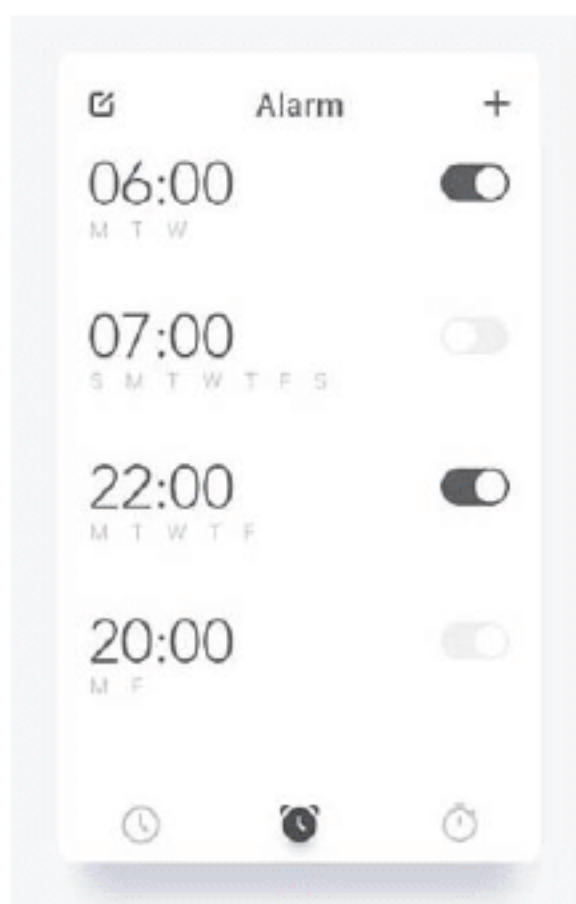 Alarm
06:00
M T W
07:00
S M T W T F S
22:00
M T W T F
20:00
M F